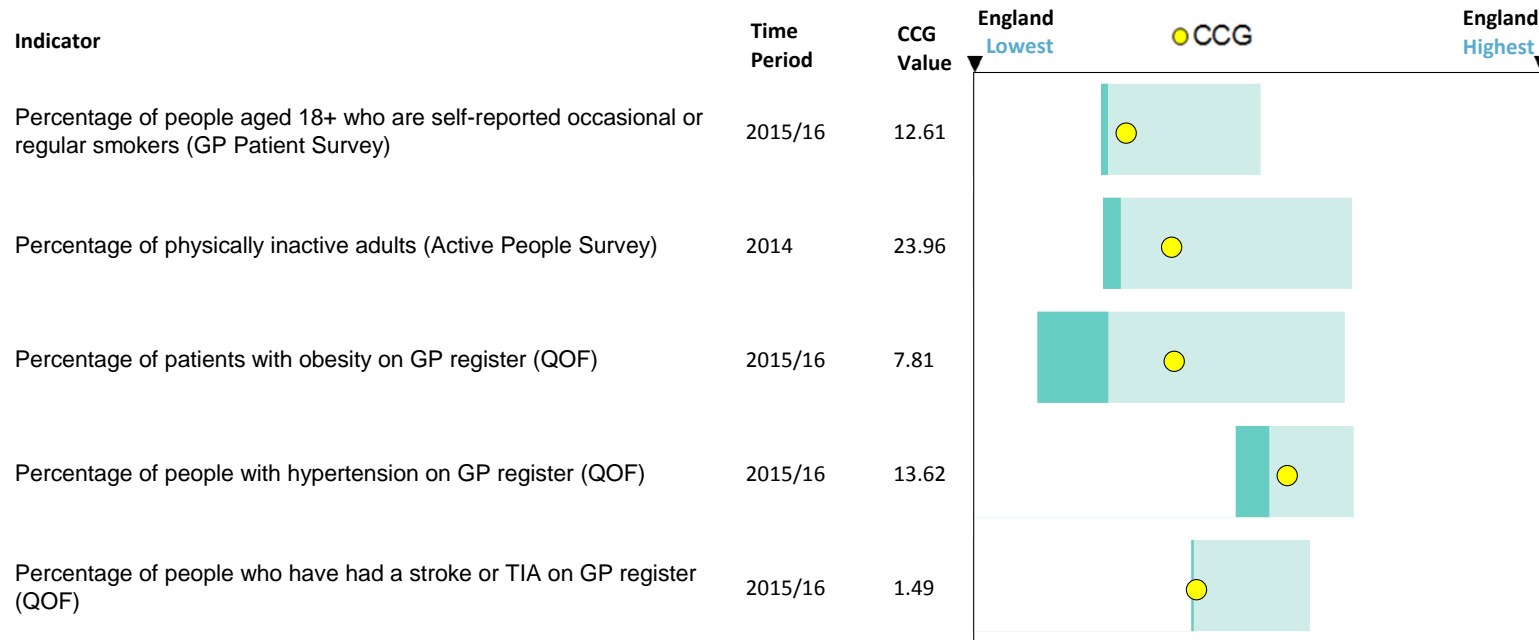 Indicator
Time
Period
CCG
Value
England
Lowest
CCG
England
Highest
Percentage of people aged 18+ who are self-reported occasional or
regular smokers (GP Patient Survey)
2015/16
12.61
Percentage of physically inactive adults (Active People Survey)
2014
23.96
Percentage of patients with obesity on GP register (QOF)
2015/16
7.81
Percentage of people with hypertension on GP register (QOF)
2015/16
13.62
Percentage of people who have had a stroke or TIA on GP register
(QOF)
2015/16
1.49